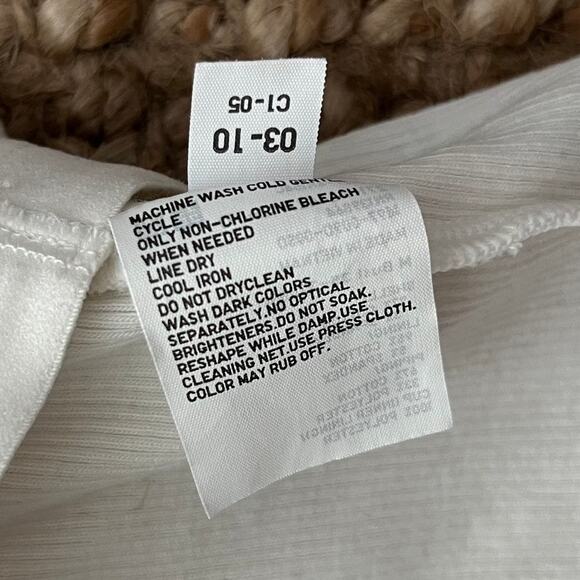 03-10
C1-05
MACHINE WASH COLD GENTLE
CYCLE
ONLY NON-CHLORINE BLEACH
WHEN NEEDED
LINE DRY
COOL IRON
DO NOT DRYCLEAN
WASH DARK COLORS
SEPARATELY.NO OPTICAL
BRIGHTENERS.DO NOT SOAK.
RESHAPE WHILE DAMP.USE
CLEANING NET.USE PRESS CLOTH.
COLOR MAY RUB OFF.